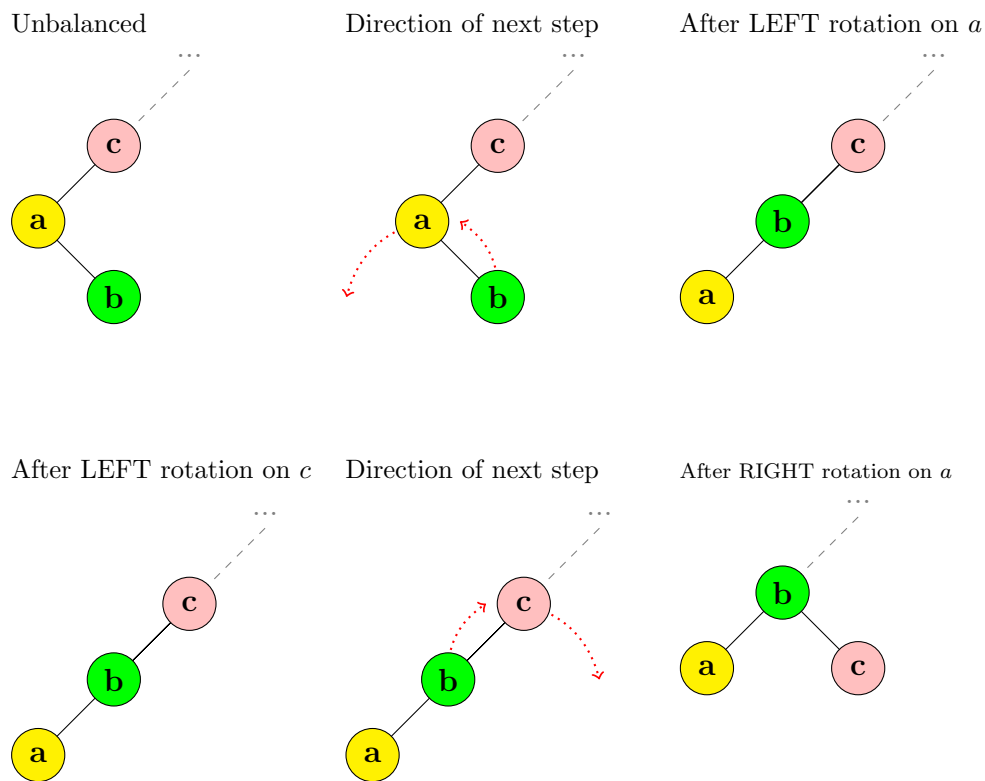 Unbalanced
Direction of next step
After LEFT rotation on a
...
...
...
c
c
c
a
a
b
b
b
a
After LEFT rotation on c
Direction of next step
After RIGHT rotation on a
...
...
...
c
c
b
b
b
a
c
a
a